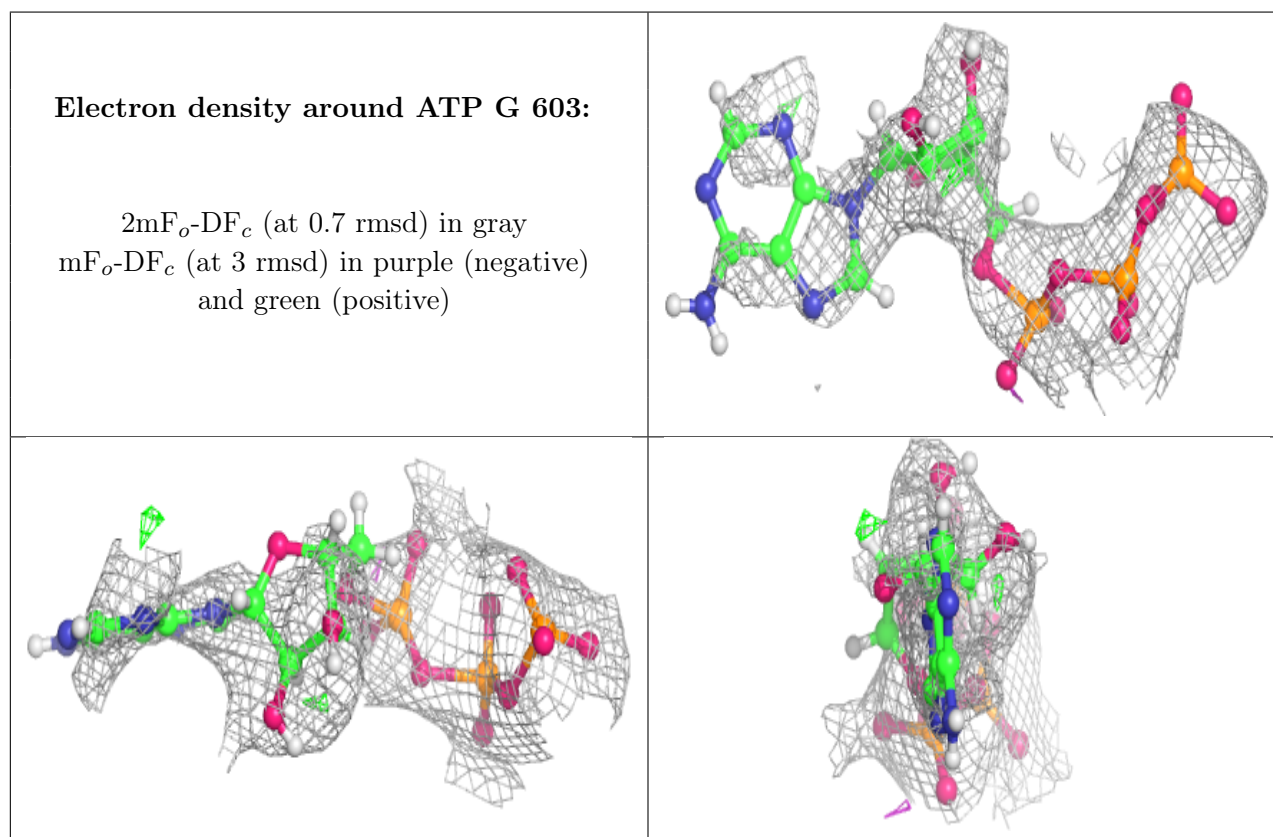 Electron density around ATP G 603:
2mFo-DFc (at 0.7 rmsd) in gray
mFo-DFc (at 3 rmsd) in purple (negative)
and green (positive)